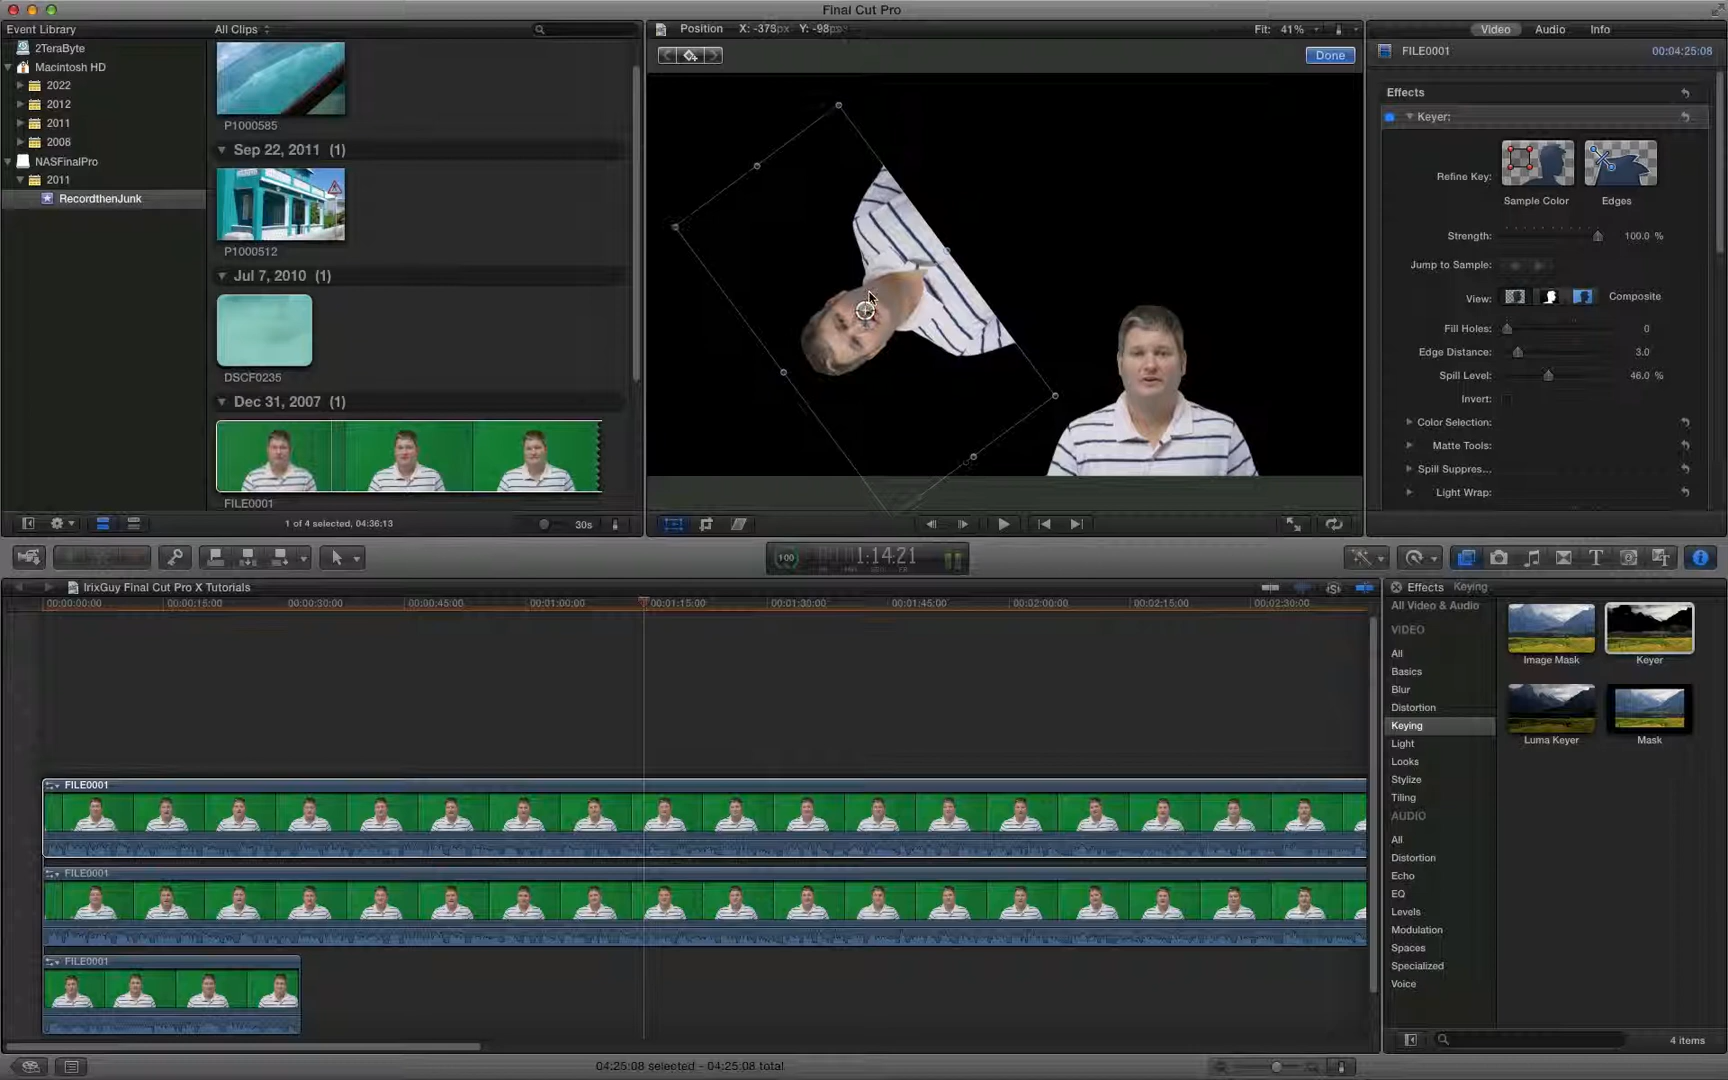 Final Cut Pro
Event Library
All Clips
Position X: -378px Y: -98px
Fit: 41%
Video Audio Info
2TeraByte
Macintosh HD
2022
2012
2011
2008
NASFinalPro
2011
RecordthenJunk
P1000585
Sep 22, 2011 (1)
P1000512
Jul 7, 2010 (1)
DSCF0235
Dec 31, 2007 (1)
FILE0001
1 of 4 selected, 04:36:13
30s
Done
FILE0001 00:04:25:08
Effects
Keyer:
Refine Key:
Sample Color Edges
Strength: 100.0 %
Jump to Sample:
View: Composite
Fill Holes: 0
Edge Distance: 3.0
Spill Level: 46.0 %
Invert:
Color Selection:
Matte Tools:
Spill Suppres...
Light Wrap:
100 1:14.21
IrixGuy Final Cut Pro X Tutorials
00:00:00:00 00:00:15:00 00:00:30:00 00:00:45:00 00:01:00:00 00:01:15:00 00:01:30:00 00:01:45:00 00:02:00:00 00:02:15:00 00:02:30:00
FILE0001
FILE0001
FILE0001
Effects Keying
All Video & Audio
VIDEO
All
Basics
Blur
Distortion
Keying
Light
Looks
Stylize
Tiling
AUDIO
All
Distortion
Echo
EQ
Levels
Modulation
Spaces
Specialized
Voice
Image Mask Keyer
Luma Keyer Mask
4 items
04:25:08 selected - 04:25:08 total